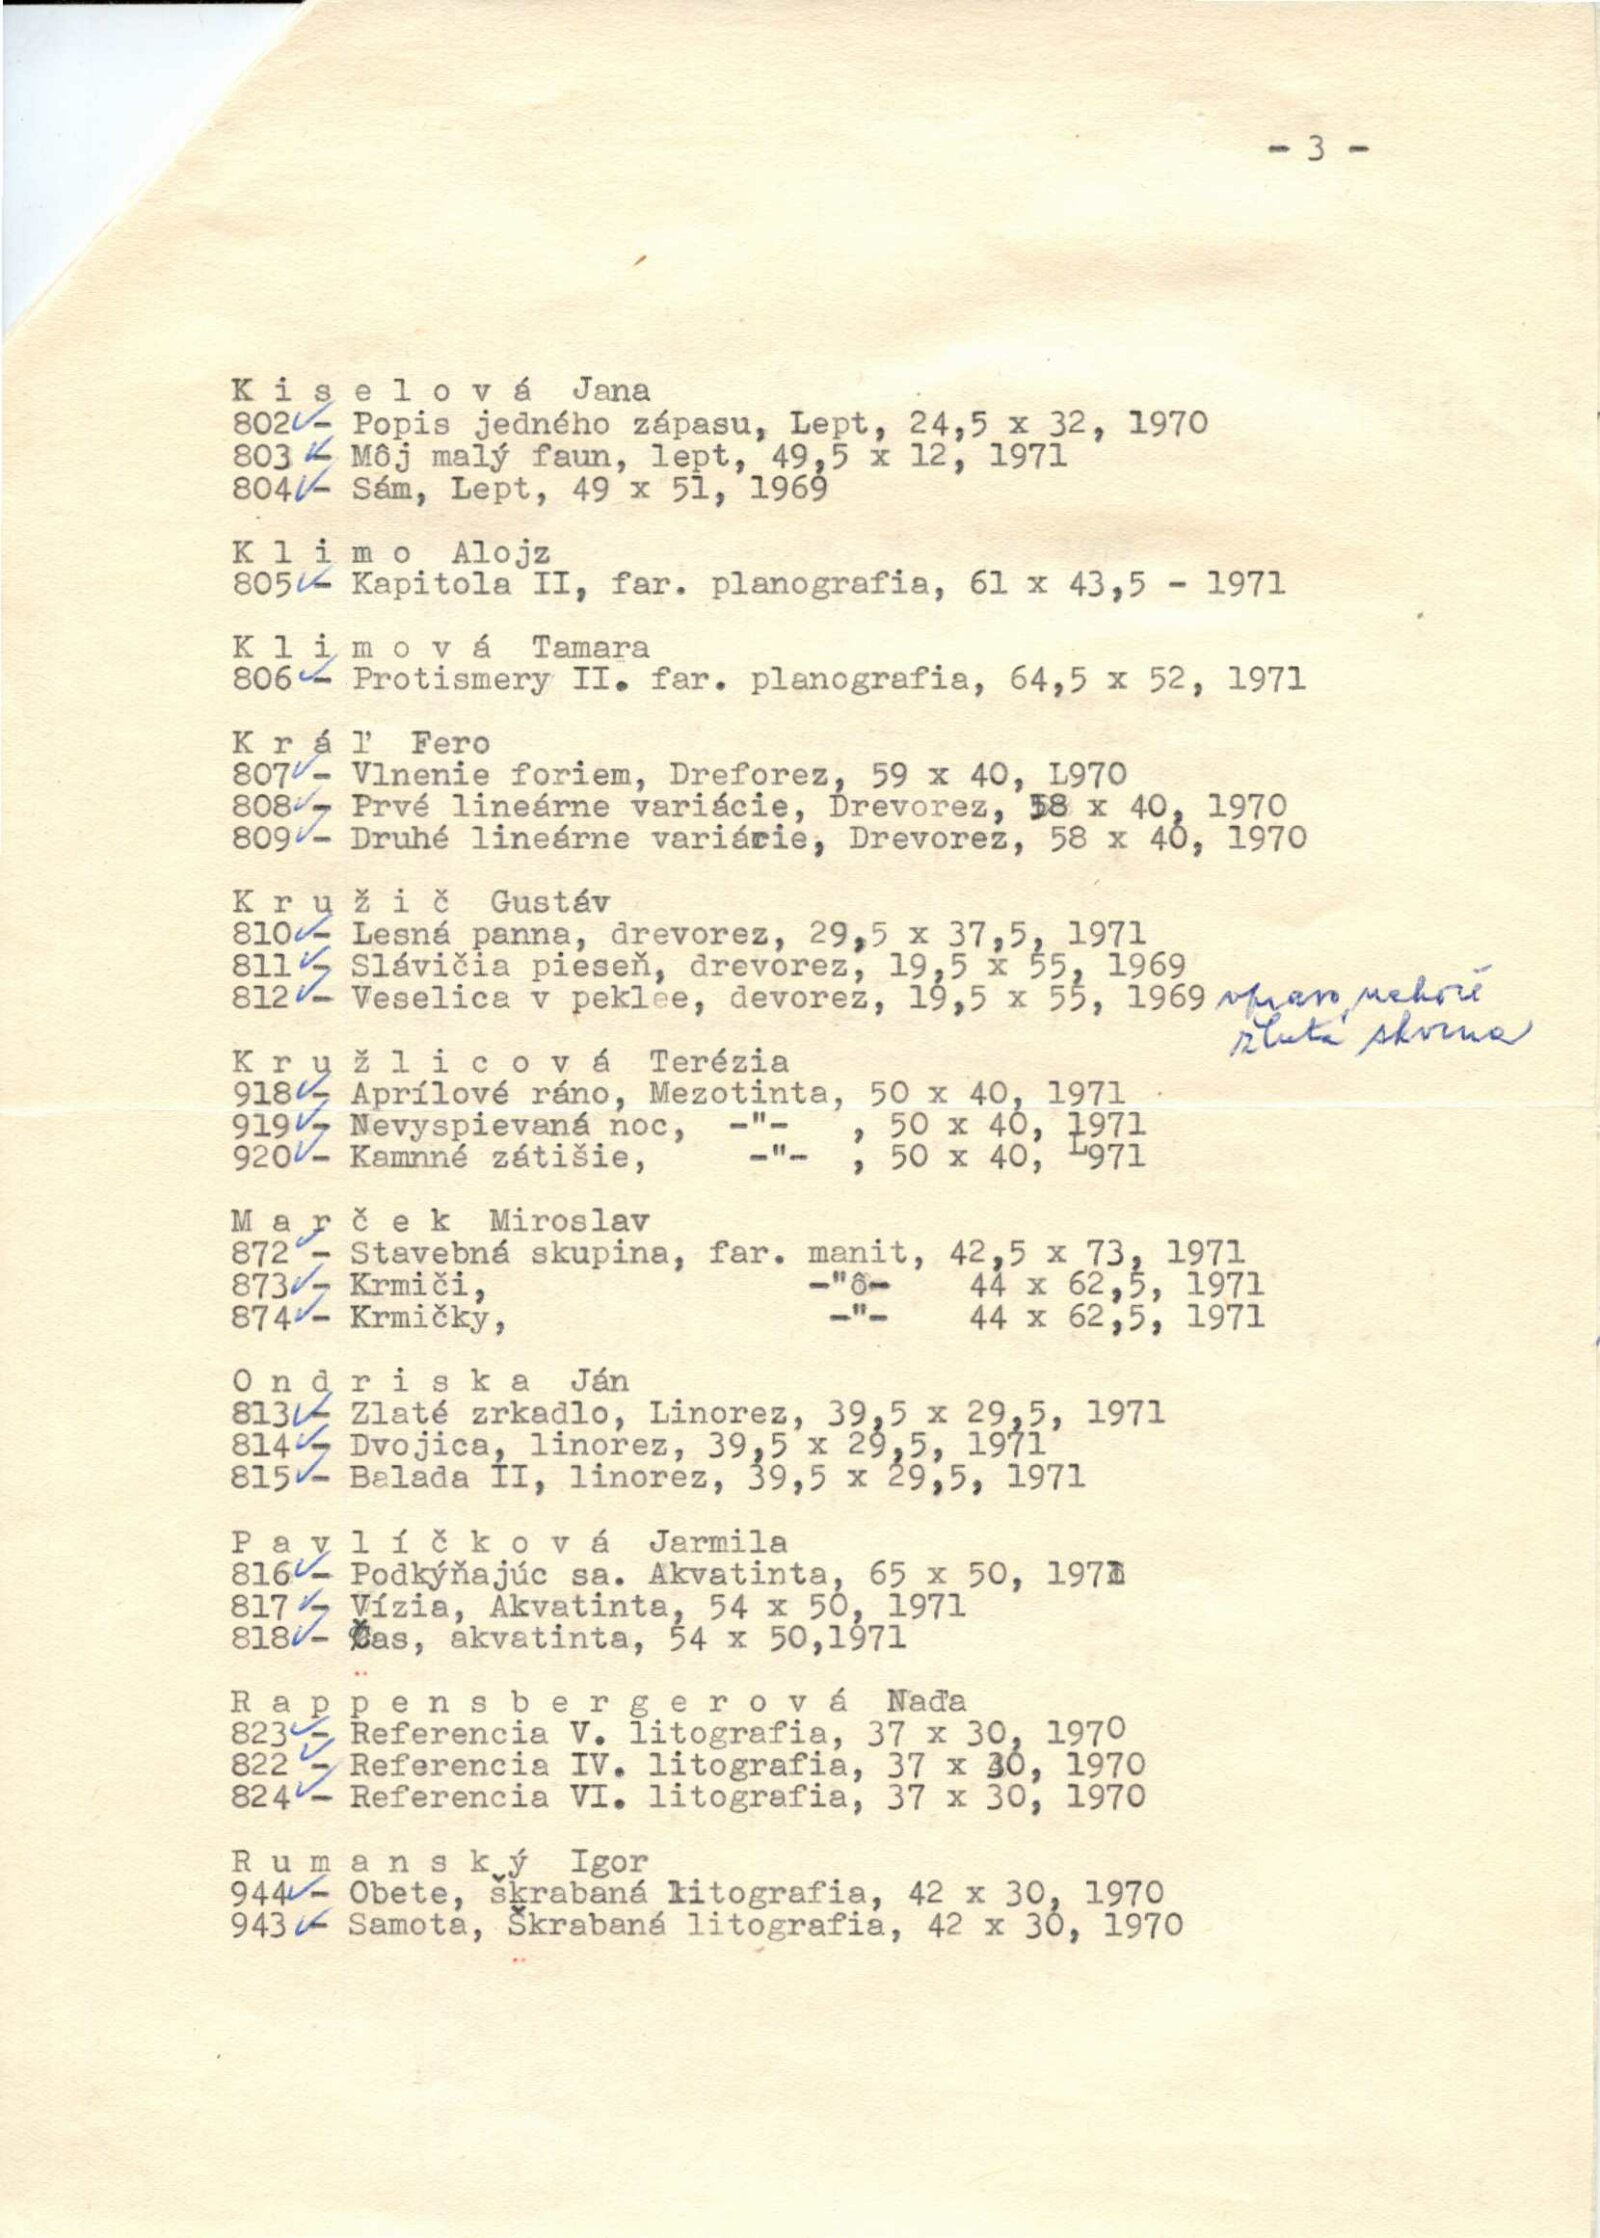 - 3 -
K i s e l o v á Jana
802 ✓ - Popis jedného zápasu, Lept, 24,5 x 32, 1970
803 ✓ - Môj malý faun, lept, 49,5 x 12, 1971
804 ✓ - Sám, Lept, 49 x 51, 1969
K l i m o Alojz
805 ✓ - Kapitola II, far. planografia, 61 x 43,5 - 1971
K l i m o v á Tamara
806 ✓ - Protismery II. far. planografia, 64,5 x 52, 1971
K r á ľ Fero
807 ✓ - Vlnenie foriem, Dreforez, 59 x 40, L970
808 ✓ - Prvé lineárne variácie, Drevorez, 58 x 40, 1970
809 ✓ - Druhé lineárne variácie, Drevorez, 58 x 40, 1970
K r u ž i č Gustáv
810 ✓ - Lesná panna, drevorez, 29,5 x 37,5, 1971
811 ✓ - Slávičia pieseň, drevorez, 19,5 x 55, 1969
812 ✓ - Veselica v peklee, devorez, 19,5 x 55, 1969 vpravo nahoře
žlutá skvrna
K r u ž l i c o v á Terézia
918 ✓ - Aprílové ráno, Mezotinta, 50 x 40, 1971
919 ✓ - Nevyspievaná noc, -"- , 50 x 40, 1971
920 ✓ - Kamnné zátišie, -"- , 50 x 40, L971
M a r č e k Miroslav
872 ✓ - Stavebná skupina, far. manit, 42,5 x 73, 1971
873 ✓ - Krmiči, -"ô- 44 x 62,5, 1971
874 ✓ - Krmičky, -"- 44 x 62,5, 1971
O n d r i s k a Ján
813 ✓ - Zlaté zrkadlo, Linorez, 39,5 x 29,5, 1971
814 ✓ - Dvojica, linorez, 39,5 x 29,5, 1971
815 ✓ - Balada II, linorez, 39,5 x 29,5, 1971
P a v l í č k o v á Jarmila
816 ✓ - Podkýňajúc sa. Akvatinta, 65 x 50, 1971
817 ✓ - Vízia, Akvatinta, 54 x 50, 1971
818 ✓ - Čas, akvatinta, 54 x 50,1971
R a p p e n s b e r g e r o v á Naďa
823 ✓ - Referencia V. litografia, 37 x 30, 1970
822 ✓ - Referencia IV. litografia, 37 x 30, 1970
824 ✓ - Referencia VI. litografia, 37 x 30, 1970
R u m a n s k ý Igor
944 ✓ - Obete, škrabaná litografia, 42 x 30, 1970
943 ✓ - Samota, Škrabaná litografia, 42 x 30, 1970